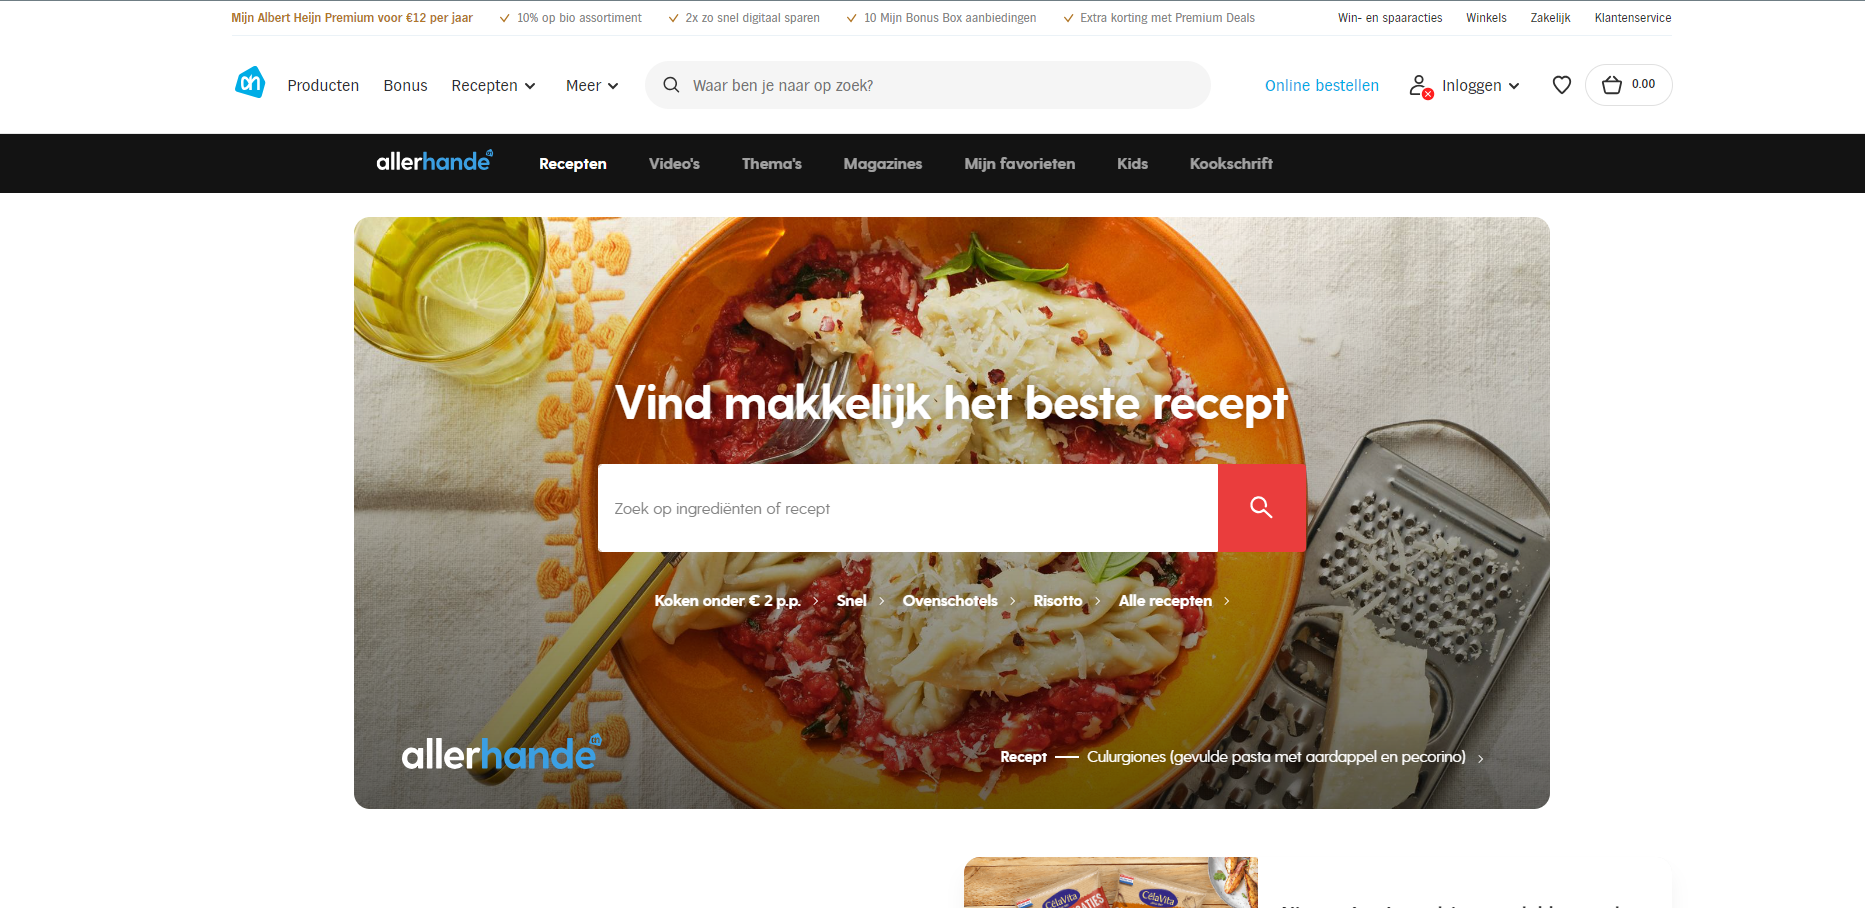 Mijn Albert Heijn Premium voor €12 per jaar
10% op bio assortiment
2x zo snel digitaal sparen
10 Mijn Bonus Box aanbiedingen
Extra korting met Premium Deals
Win- en spaaracties
Winkels
Zakelijk
Klantenservice
ah
Producten
Bonus
Recepten
Meer
Waar ben je naar op zoek?
Online bestellen
Inloggen
0.00
allerhande
Recepten
Video's
Thema's
Magazines
Mijn favorieten
Kids
Kookschrift
Vind makkelijk het beste recept
Zoek op ingrediënten of recept
Koken onder € 2 p.p.
Snel
Ovenschotels
Risotto
Alle recepten
allerhande
Recept — Culurgiones (gevulde pasta met aardappel en pecorino)
CêlaVita
CêlaVita